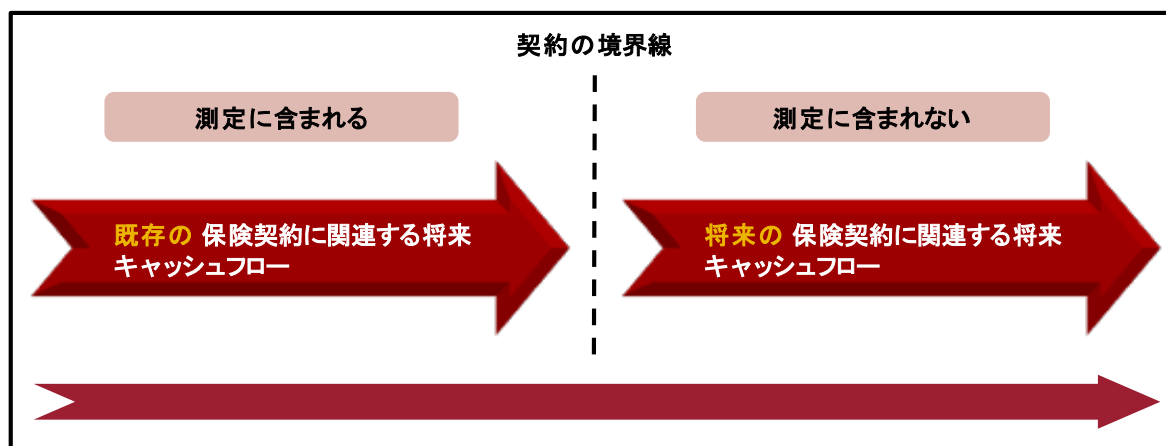 契約の境界線
測定に含まれる
測定に含まれない
既存の 保険契約に関連する将来
キャッシュフロー
将来の 保険契約に関連する将来
キャッシュフロー